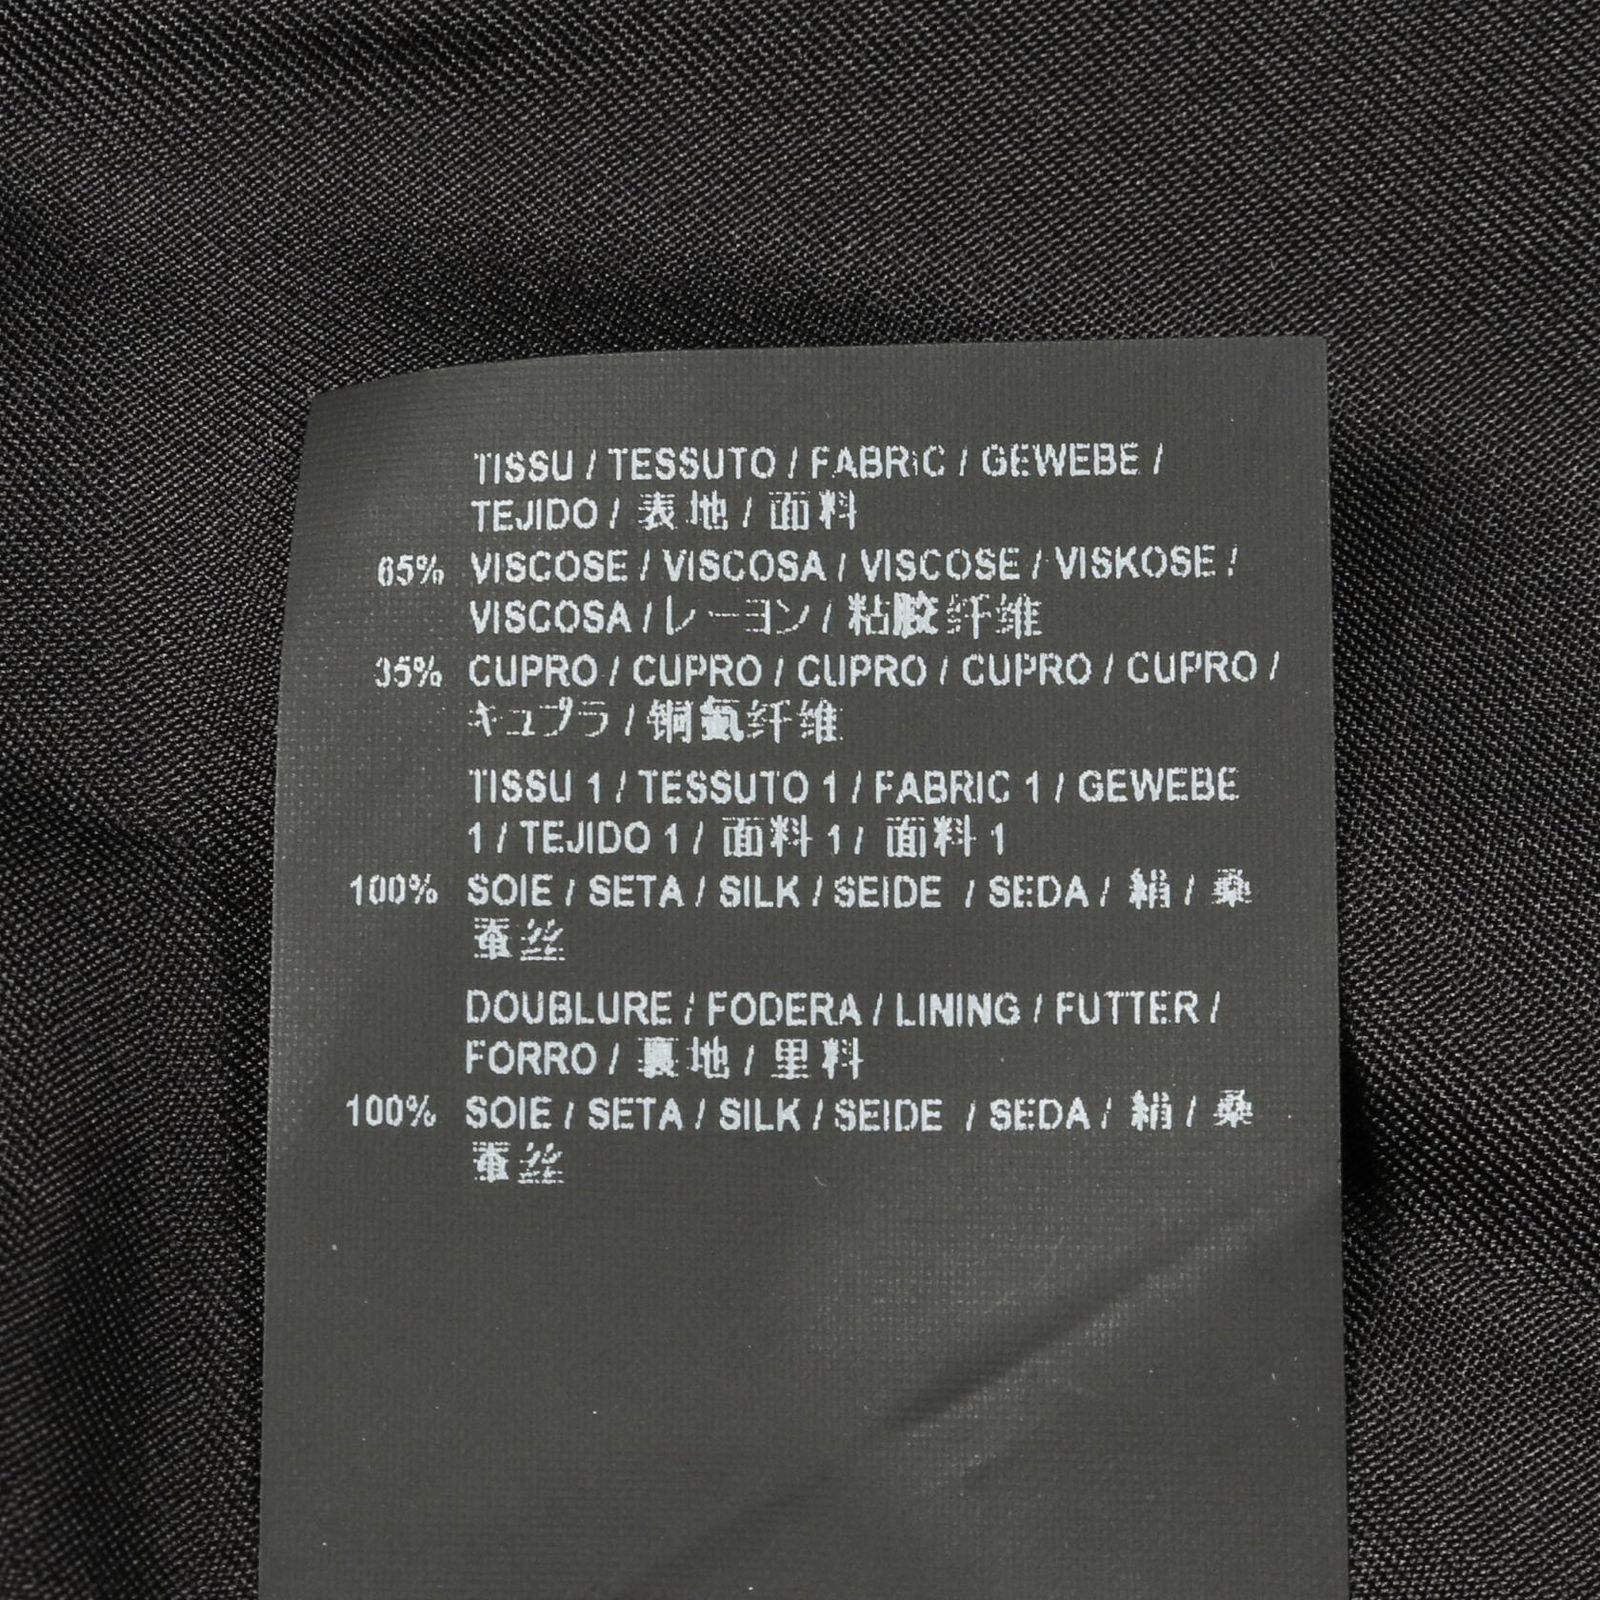 TISSU / TESSUTO / FABRIC / GEWEBE /
TEJIDO / 表地 / 面料
65% VISCOSE / VISCOSA / VISCOSE / VISKOSE /
VISCOSA / レーヨン / 粘胶纤维
35% CUPRO / CUPRO / CUPRO / CUPRO / CUPRO /
キュプラ / 铜氨纤维
TISSU 1 / TESSUTO 1 / FABRIC 1 / GEWEBE
1 / TEJIDO 1 / 面料 1 / 面料 1
100% SOIE / SETA / SILK / SEIDE / SEDA / 絹 / 桑
蚕丝
DOUBLURE / FODERA / LINING / FUTTER /
FORRO / 裏地 / 里料
100% SOIE / SETA / SILK / SEIDE / SEDA / 絹 / 桑
蚕丝